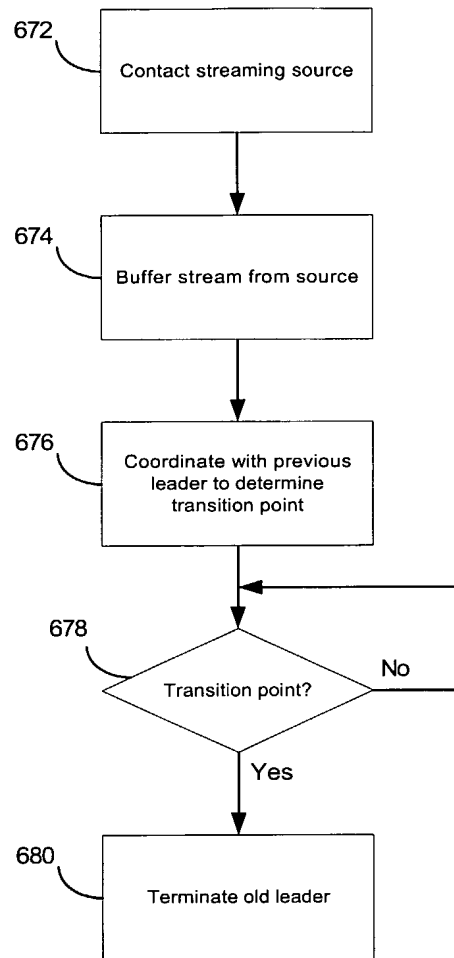 672
Contact streaming source
674
Buffer stream from source
676
Coordinate with previous
leader to determine
transition point
678
Transition point?
No
Yes
680
Terminate old leader